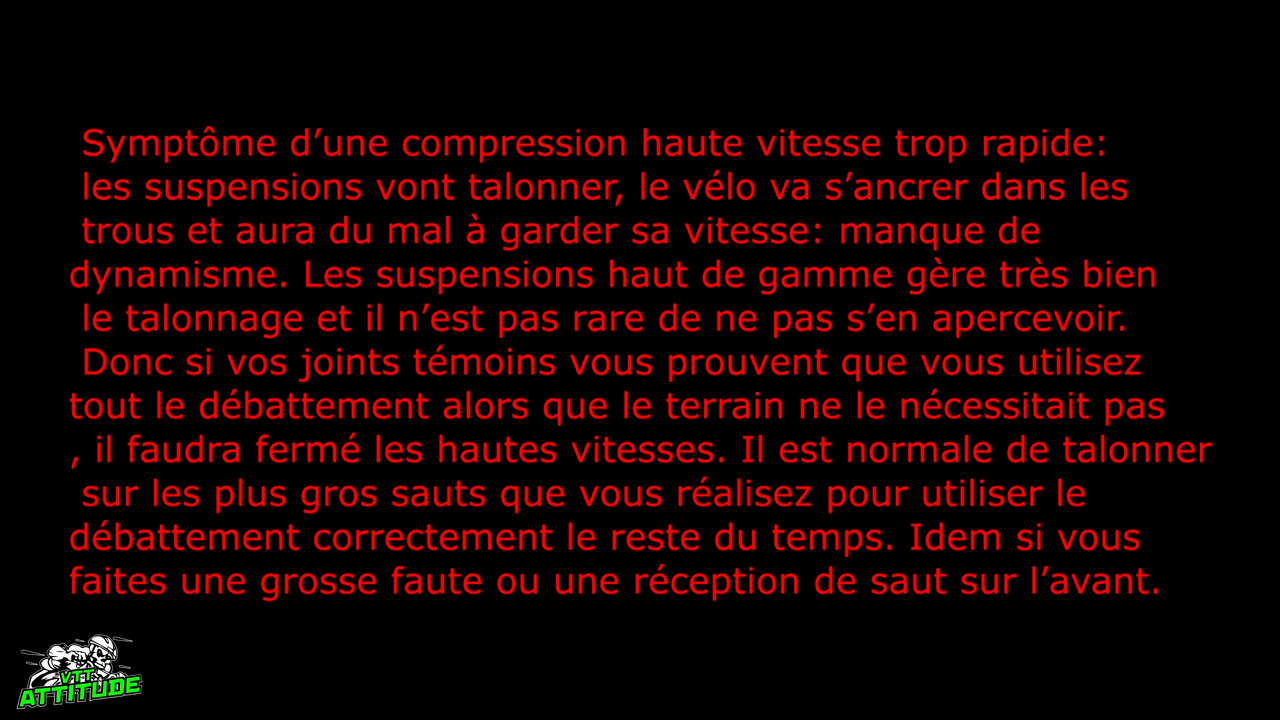 Symptôme d’une compression haute vitesse trop rapide:
les suspensions vont talonner, le vélo va s’ancrer dans les
trous et aura du mal à garder sa vitesse: manque de
dynamisme. Les suspensions haut de gamme gère très bien
le talonnage et il n’est pas rare de ne pas s’en apercevoir.
Donc si vos joints témoins vous prouvent que vous utilisez
tout le débattement alors que le terrain ne le nécessitait pas
, il faudra fermé les hautes vitesses. Il est normale de talonner
sur les plus gros sauts que vous réalisez pour utiliser le
débattement correctement le reste du temps. Idem si vous
faites une grosse faute ou une réception de saut sur l’avant.
VTT
ATTITUDE